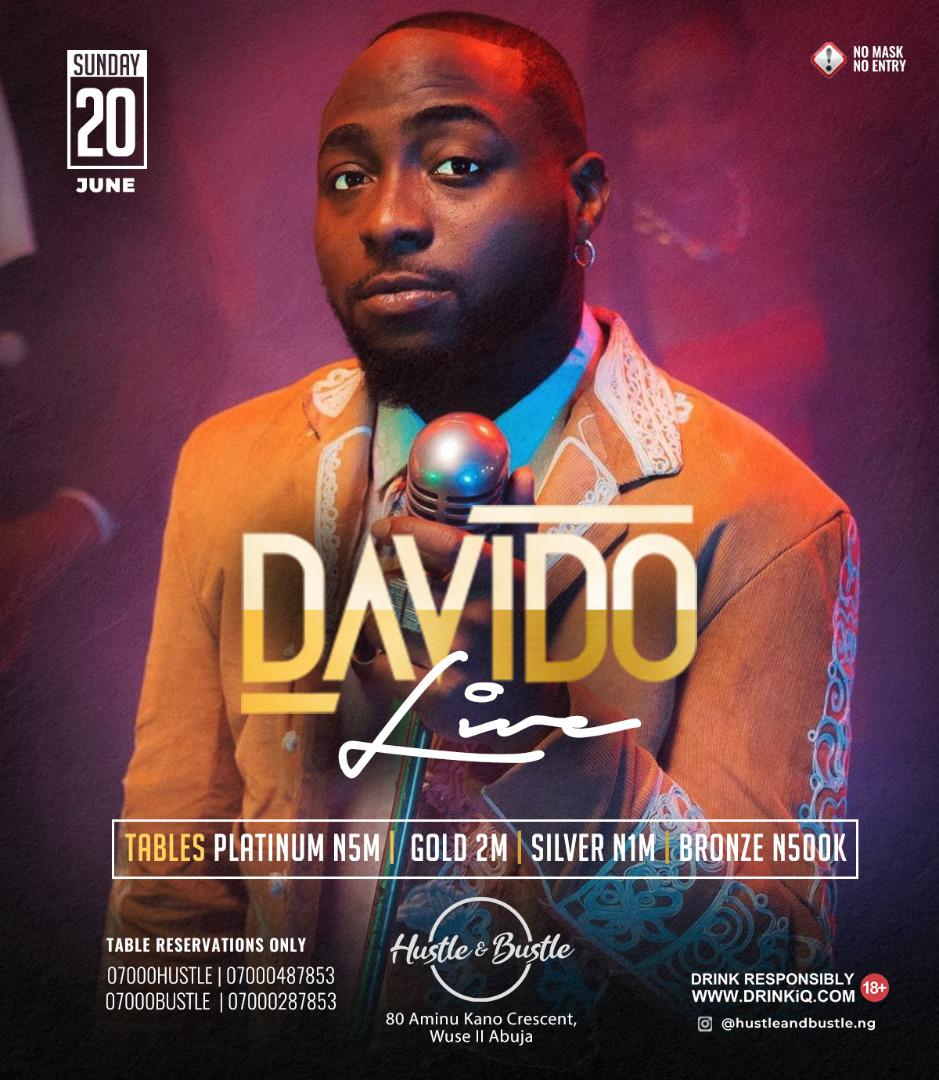 SUNDAY
20
JUNE
NO MASK
NO ENTRY
DAVIDO
Live
TABLES PLATINUM N5M | GOLD 2M | SILVER N1M | BRONZE N500K
TABLE RESERVATIONS ONLY
07000HUSTLE | 07000487853
07000BUSTLE | 07000287853
Hustle & Bustle
80 Aminu Kano Crescent,
Wuse II Abuja
DRINK RESPONSIBLY
WWW.DRINKiQ.COM
18+
@hustleandbustle.ng